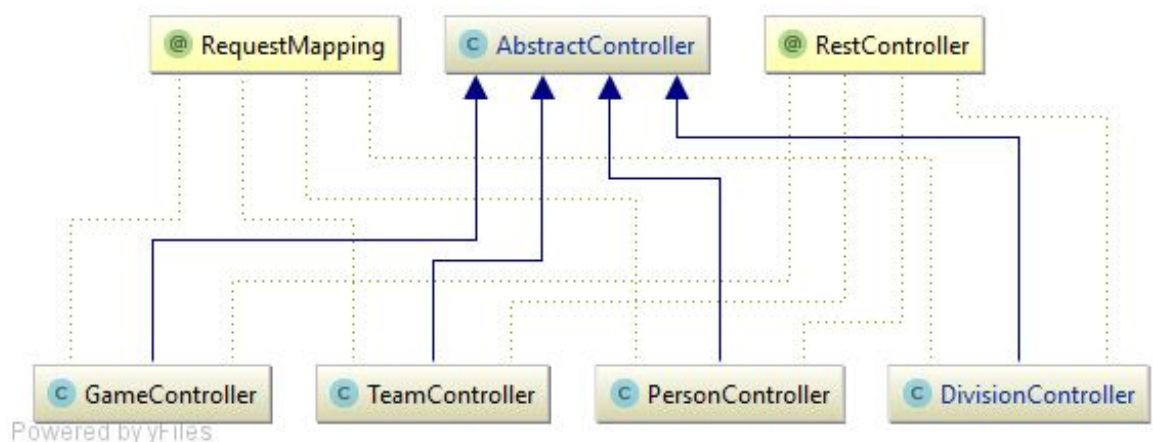 @ RequestMapping
C AbstractController
@ RestController
C GameController
C TeamController
C PersonController
C DivisionController
Powered by yFiles